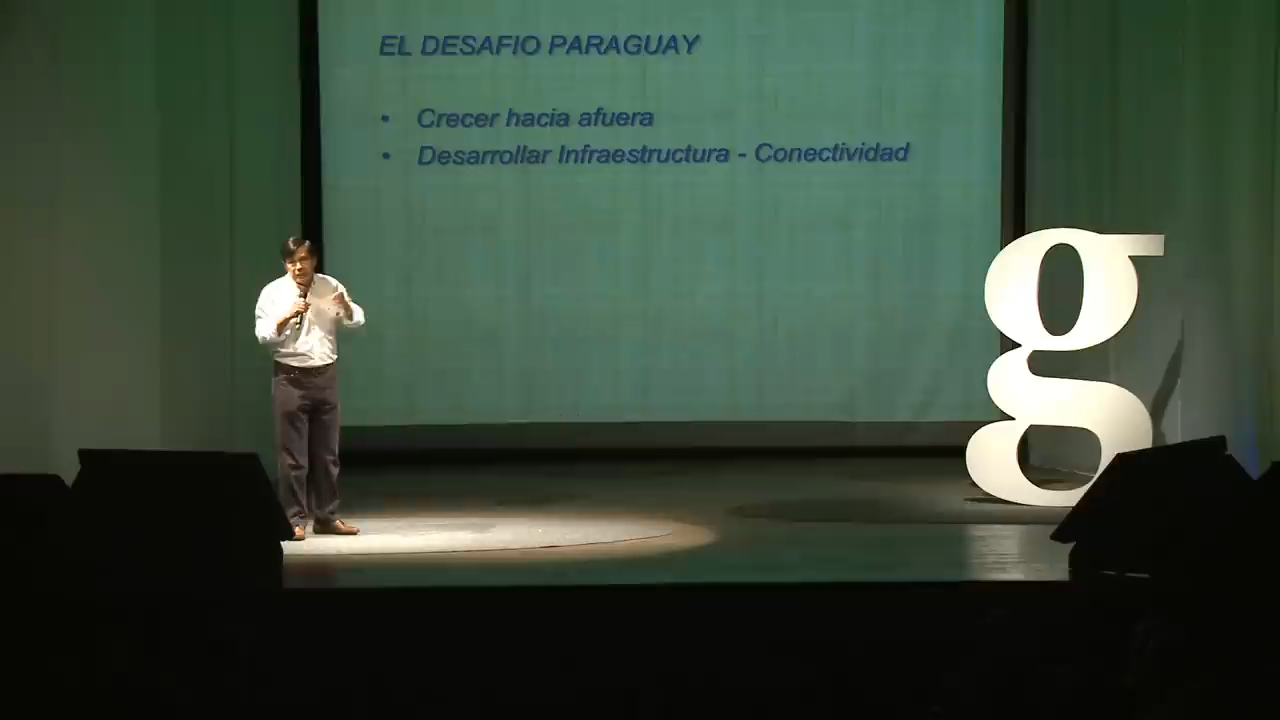 EL DESAFIO PARAGUAY
• Crecer hacia afuera
• Desarrollar Infraestructura - Conectividad
g